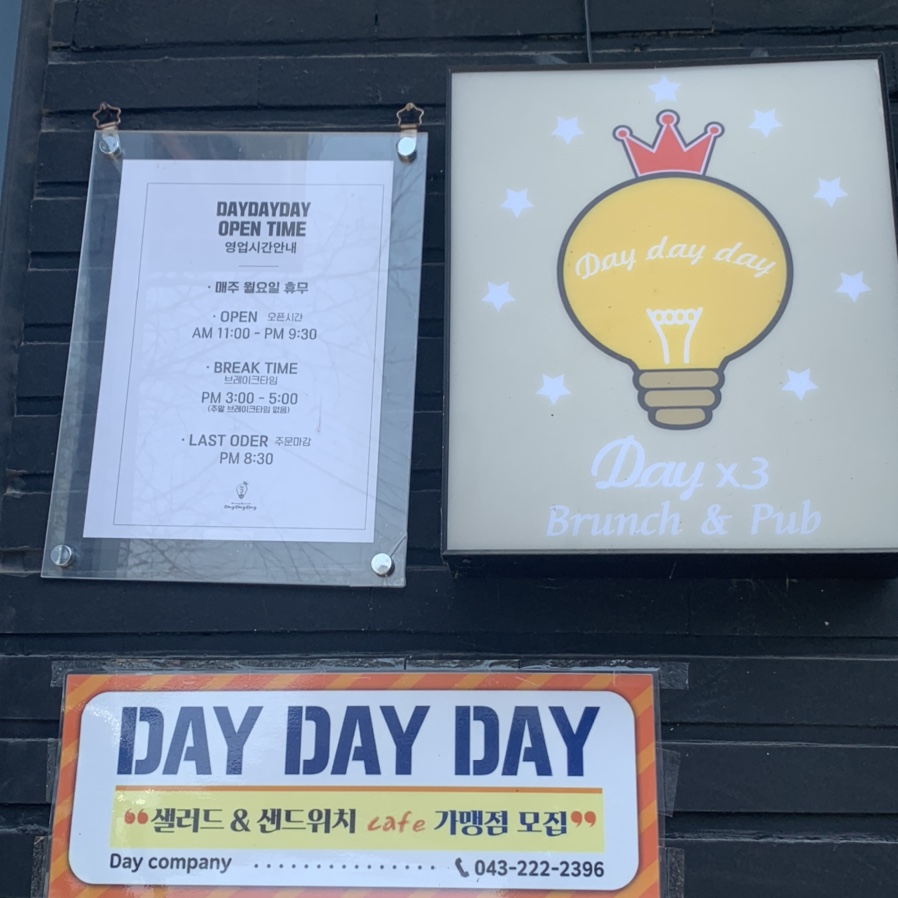 DAYDAYDAY
OPEN TIME
영업시간안내
· 매주 월요일 휴무
· OPEN 오픈시간
AM 11:00 - PM 9:30
· BREAK TIME
브레이크타임
PM 3:00 - 5:00
(주말 브레이크타임 없음)
· LAST ODER 주문마감
PM 8:30
Day Day Day
Day day day
Day x3
Brunch & Pub
DAY DAY DAY
❝샐러드 & 샌드위치 cafe 가맹점 모집❞
Day company ・・・・・・・・・・・・・・・・ 043-222-2396